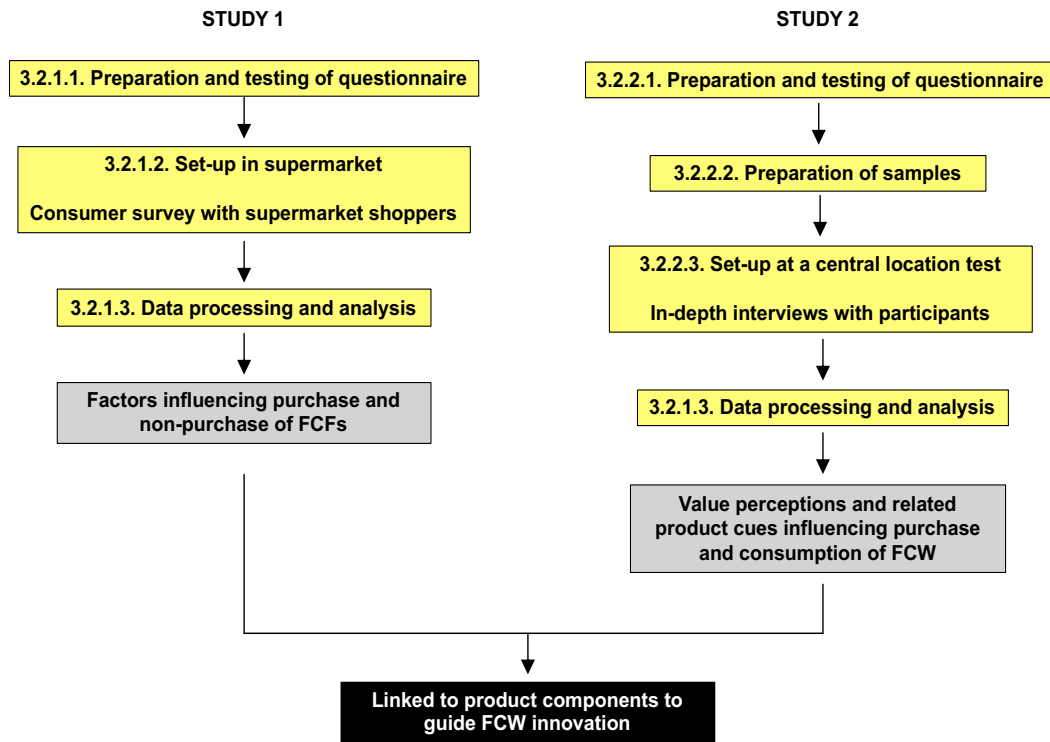 STUDY 1
3.2.1.1. Preparation and testing of questionnaire
3.2.1.2. Set-up in supermarket
Consumer survey with supermarket shoppers
3.2.1.3. Data processing and analysis
Factors influencing purchase and
non-purchase of FCFs
STUDY 2
3.2.2.1. Preparation and testing of questionnaire
3.2.2.2. Preparation of samples
3.2.2.3. Set-up at a central location test
In-depth interviews with participants
3.2.1.3. Data processing and analysis
Value perceptions and related
product cues influencing purchase
and consumption of FCW
Linked to product components to
guide FCW innovation